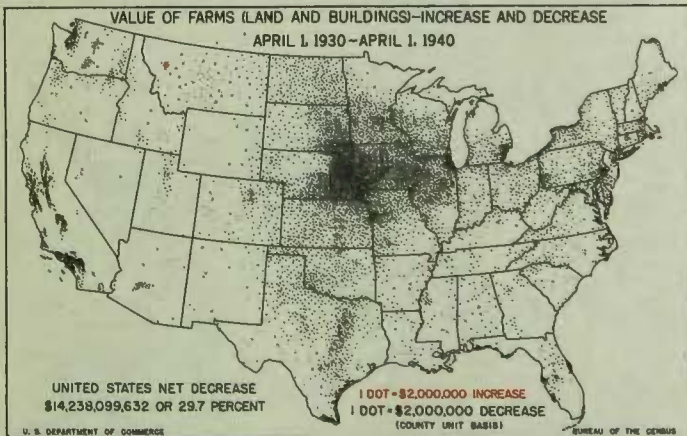 VALUE OF FARMS (LAND AND BUILDINGS)-INCREASE AND DECREASE
APRIL 1, 1930-APRIL 1, 1940
UNITED STATES NET DECREASE
$14,238,099,632 OR 29.7 PERCENT
1 DOT=$2,000,000 INCREASE
1 DOT=$2,000,000 DECREASE
(COUNTY UNIT BASIS)
U. S. DEPARTMENT OF COMMERCE
BUREAU OF THE CENSUS